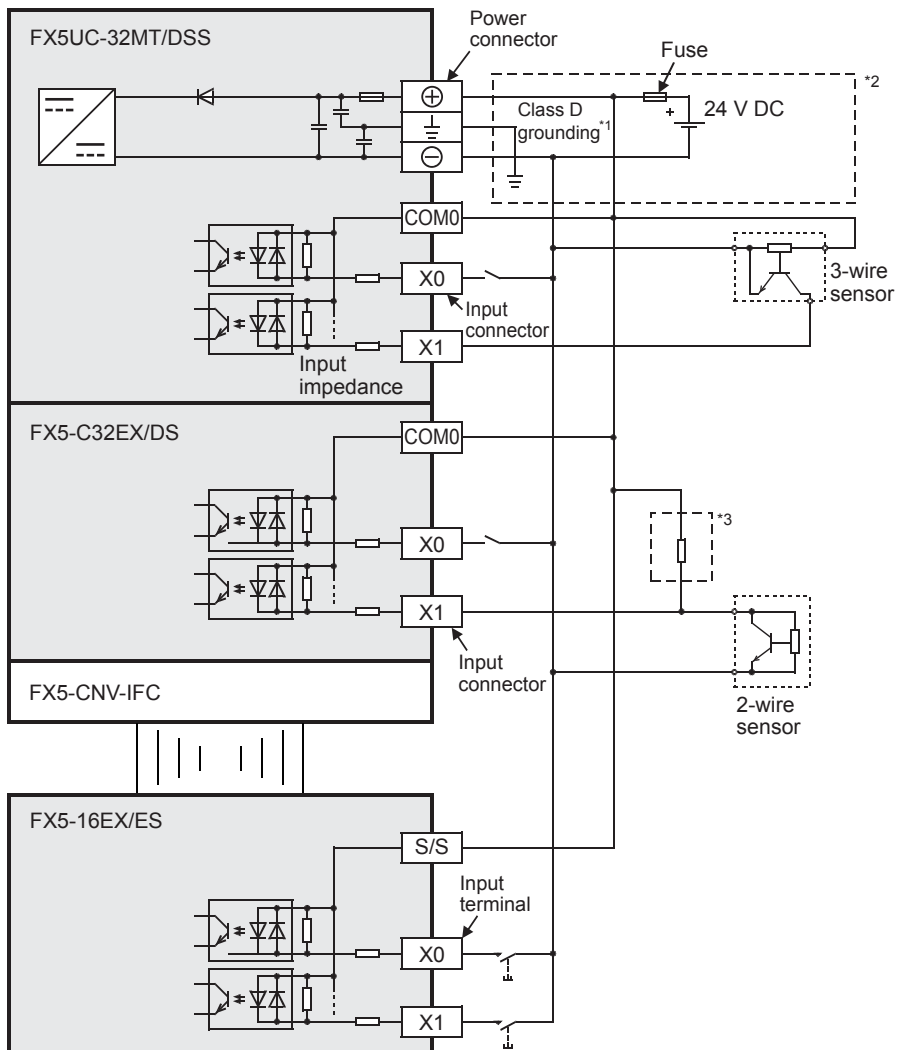 FX5UC-32MT/DSS
Power
connector
Fuse
*2
Class D
grounding*1
+
24 V DC
COM0
X0
Input
connector
3-wire
sensor
X1
Input
impedance
FX5-C32EX/DS
COM0
*3
X0
X1
Input
connector
2-wire
sensor
FX5-CNV-IFC
FX5-16EX/ES
S/S
Input
terminal
X0
X1